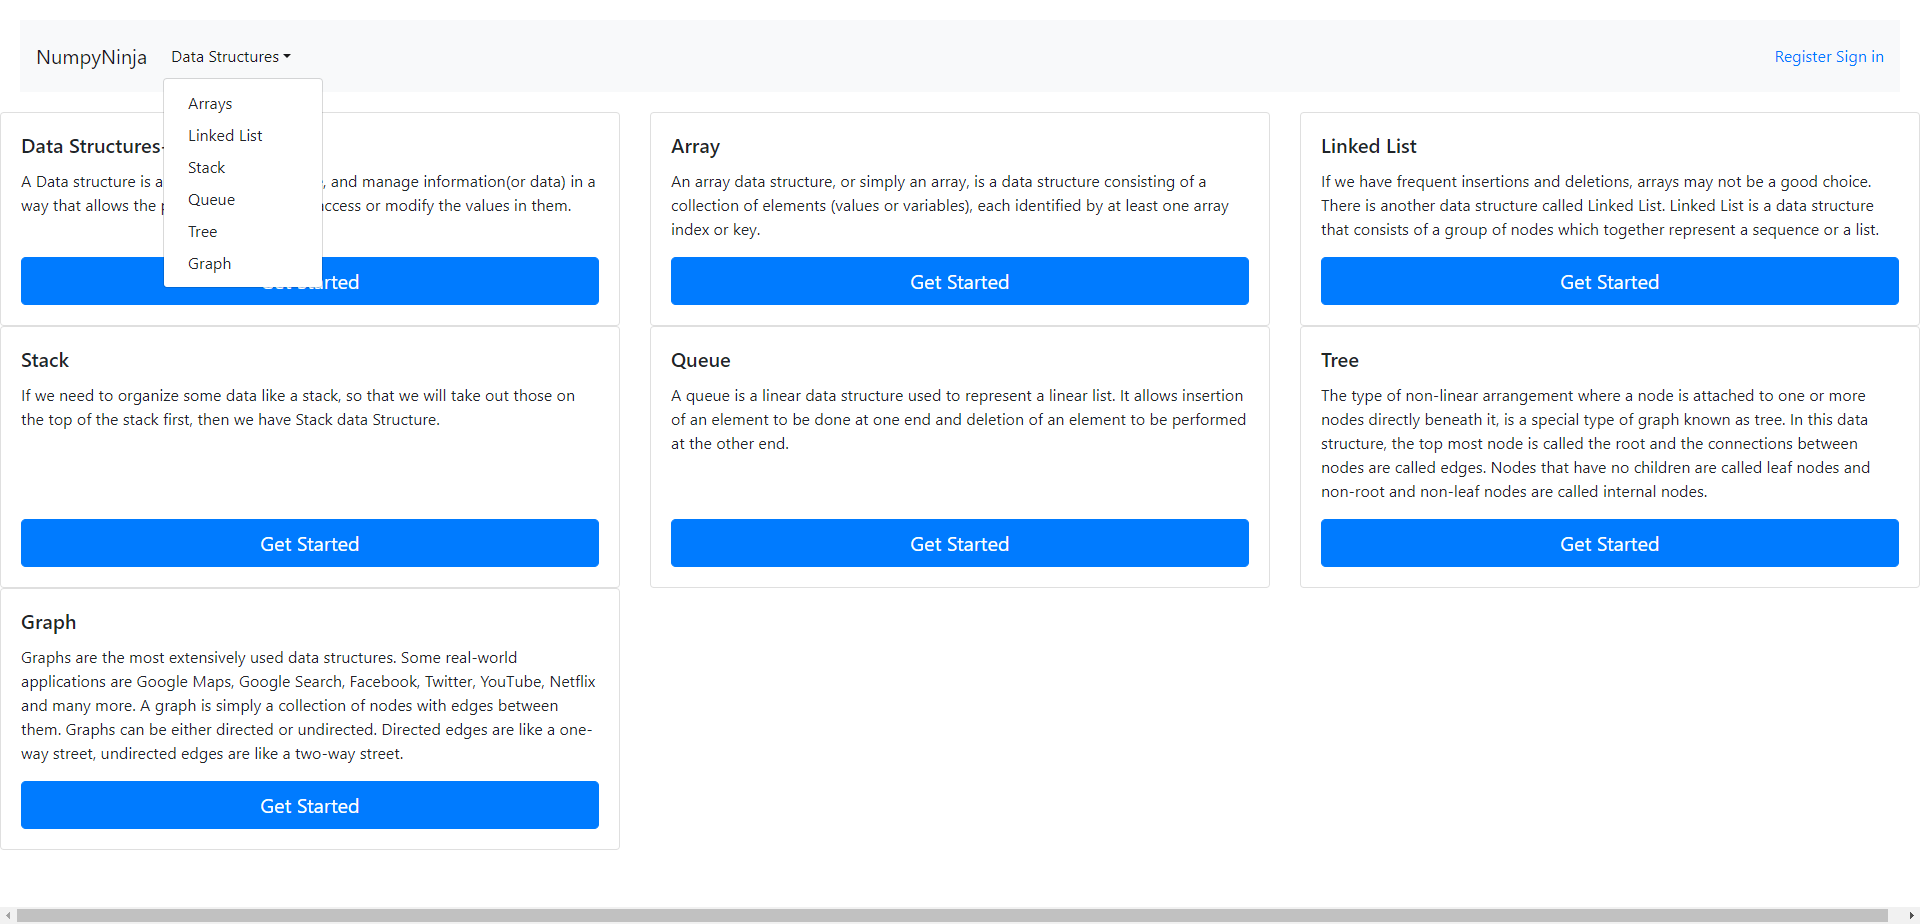 NumpyNinja
Data Structures
Register Sign in
Arrays
Linked List
Stack
Queue
Tree
Graph
Data Structures-
A Data structure is a , and manage information(or data) in a
way that allows the access or modify the values in them.
Get Started
Array
An array data structure, or simply an array, is a data structure consisting of a
collection of elements (values or variables), each identified by at least one array
index or key.
Get Started
Linked List
If we have frequent insertions and deletions, arrays may not be a good choice.
There is another data structure called Linked List. Linked List is a data structure
that consists of a group of nodes which together represent a sequence or a list.
Get Started
Stack
If we need to organize some data like a stack, so that we will take out those on
the top of the stack first, then we have Stack data Structure.
Get Started
Queue
A queue is a linear data structure used to represent a linear list. It allows insertion
of an element to be done at one end and deletion of an element to be performed
at the other end.
Get Started
Tree
The type of non-linear arrangement where a node is attached to one or more
nodes directly beneath it, is a special type of graph known as tree. In this data
structure, the top most node is called the root and the connections between
nodes are called edges. Nodes that have no children are called leaf nodes and
non-root and non-leaf nodes are called internal nodes.
Get Started
Graph
Graphs are the most extensively used data structures. Some real-world
applications are Google Maps, Google Search, Facebook, Twitter, YouTube, Netflix
and many more. A graph is simply a collection of nodes with edges between
them. Graphs can be either directed or undirected. Directed edges are like a one-
way street, undirected edges are like a two-way street.
Get Started